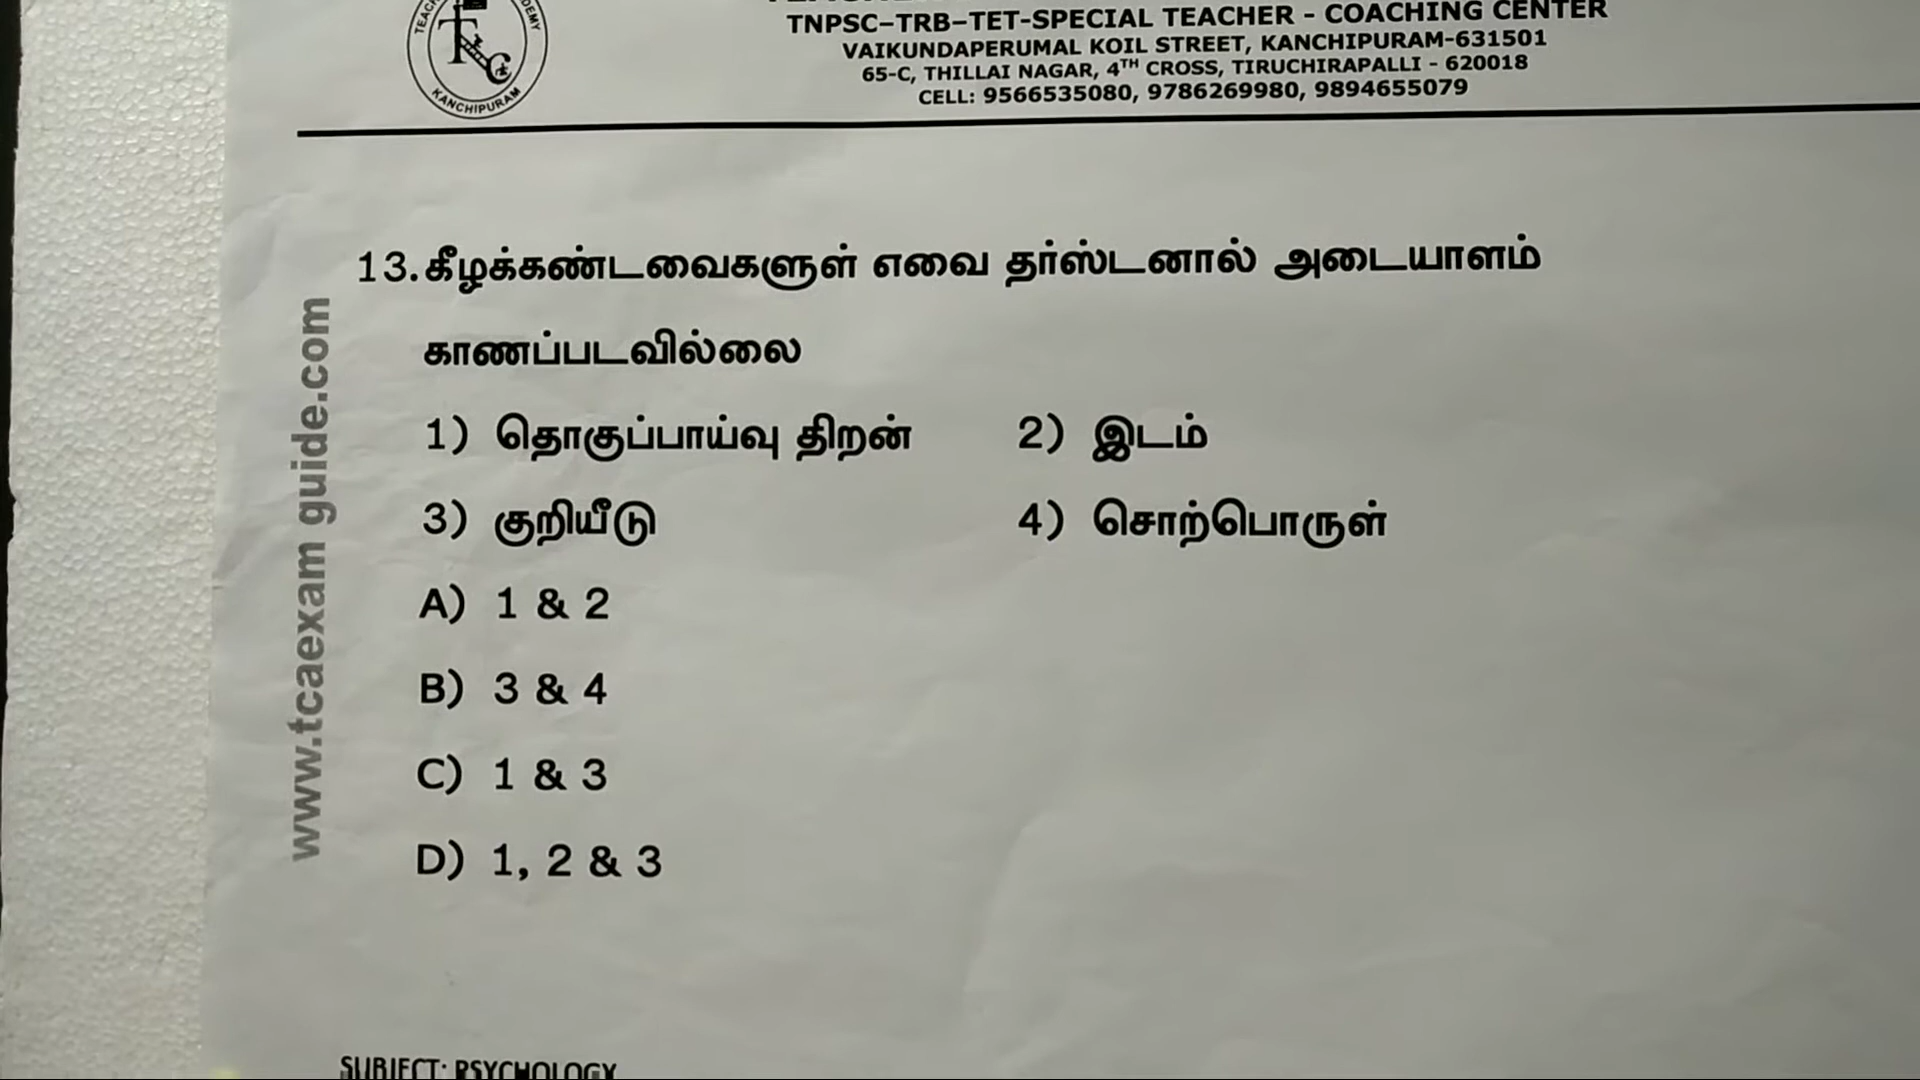 TNPSC–TRB–TET-SPECIAL TEACHER - COACHING CENTER
VAIKUNDAPERUMAL KOIL STREET, KANCHIPURAM-631501
65-C, THILLAI NAGAR, 4TH CROSS, TIRUCHIRAPALLI - 620018
CELL: 9566535080, 9786269980, 9894655079
KANCHIPURAM
13.கீழக்கண்டவைகளுள் எவை தர்ஸ்டனால் அடையாளம்
காணப்படவில்லை
1) தொகுப்பாய்வு திறன் 2) இடம்
3) குறியீடு 4) சொற்பொருள்
A) 1 & 2
B) 3 & 4
C) 1 & 3
D) 1, 2 & 3
www.tcaexam guide.com
SUBJECT: PSYCHOLOGY